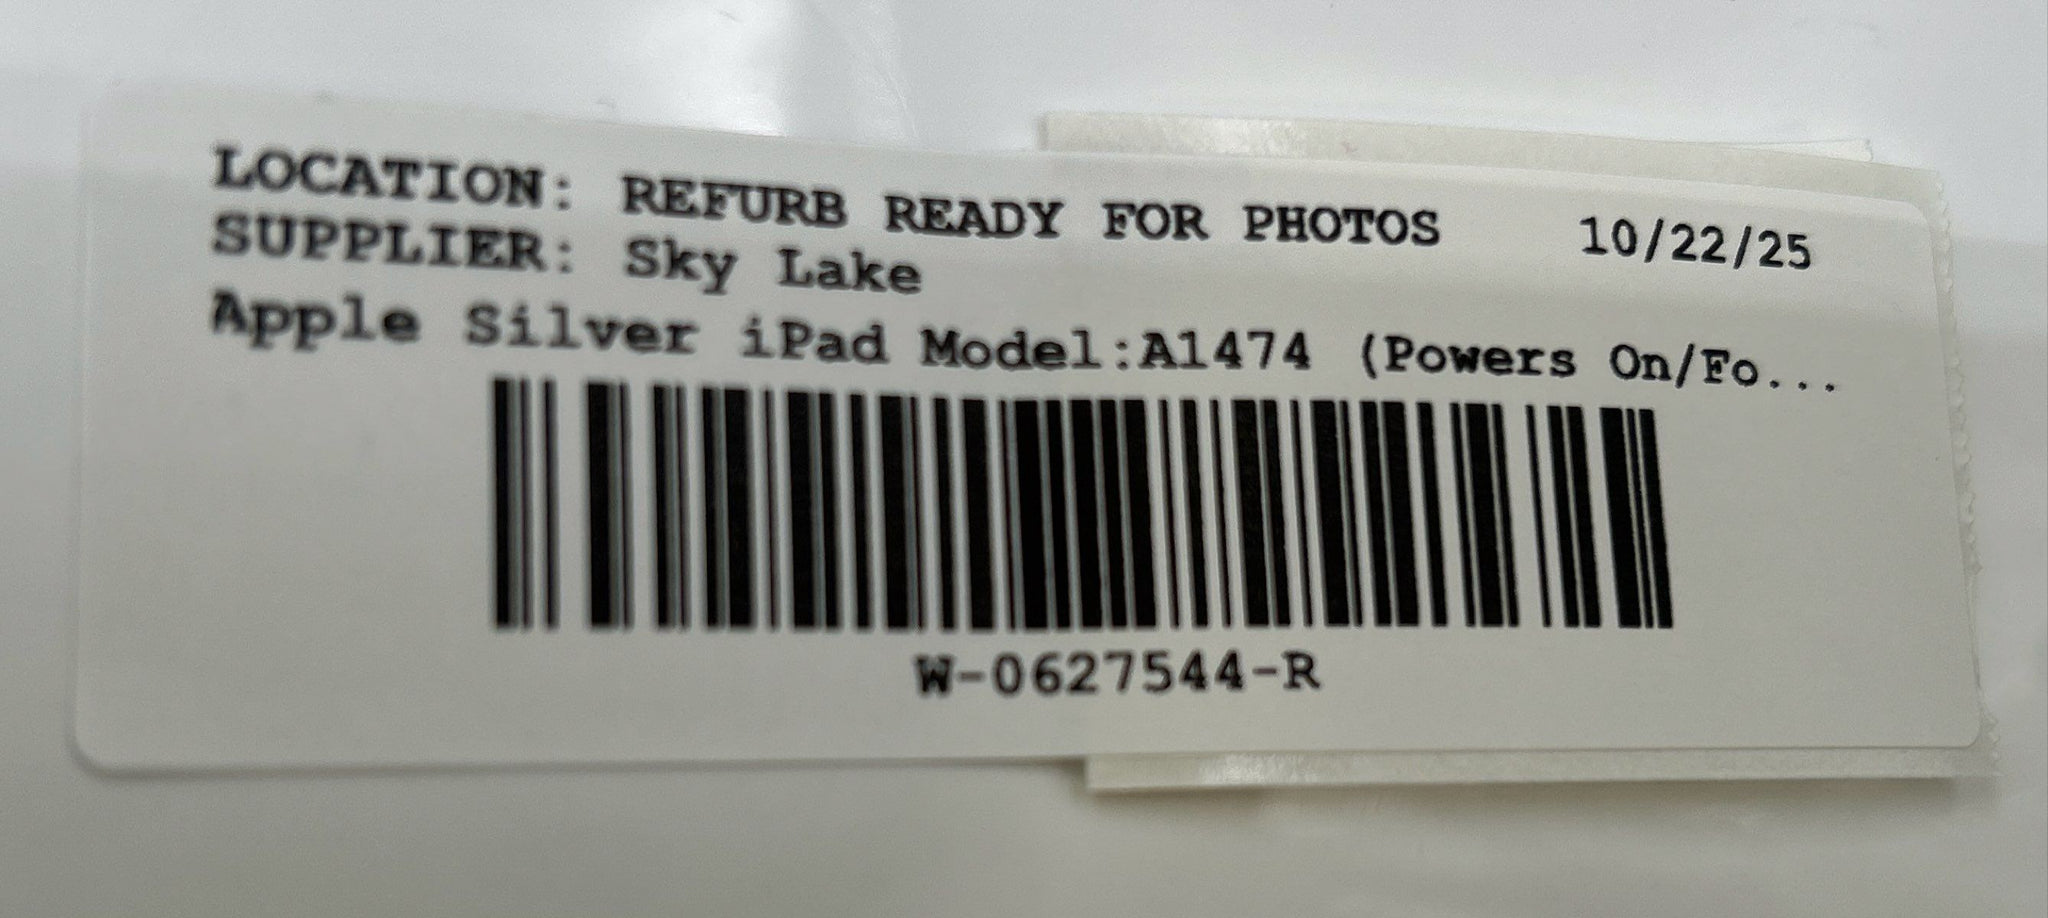 LOCATION: REFURB READY FOR PHOTOS 10/22/25
SUPPLIER: Sky Lake
Apple Silver iPad Model:A1474 (Powers On/Fo...
W-0627544-R